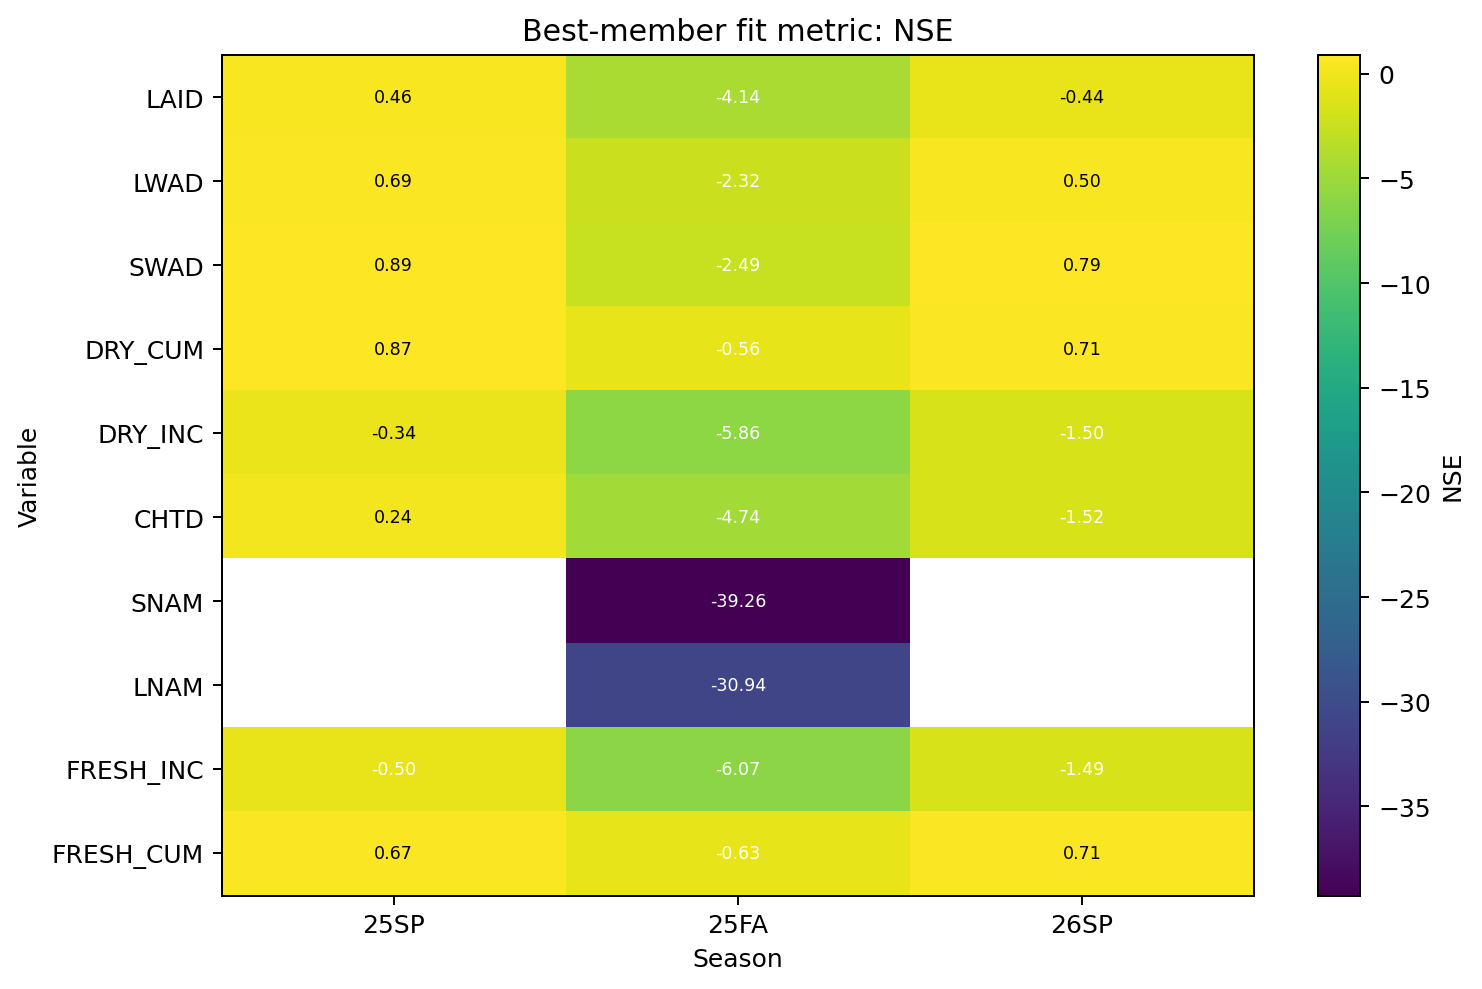 Best-member fit metric: NSE
LAID 0.46 -4.14 -0.44
LWAD 0.69 -2.32 0.50
SWAD 0.89 -2.49 0.79
DRY_CUM 0.87 -0.56 0.71
DRY_INC -0.34 -5.86 -1.50
CHTD 0.24 -4.74 -1.52
SNAM -39.26
LNAM -30.94
FRESH_INC -0.50 -6.07 -1.49
FRESH_CUM 0.67 -0.63 0.71
25SP 25FA 26SP
Season
Variable
0
−5
−10
−15
−20
−25
−30
−35
NSE